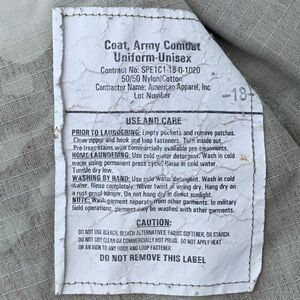 Coat, Army Combat
Uniform-Unisex
Contract No: SPE1C1-18-D-1020
50/50 Nylon/Cotton
Contractor Name: American Apparel, Inc
Lot Number
-18-
USE AND CARE
PRIOR TO LAUNDERING: Empty pockets and remove patches.
Close zipper and hook and loop fasteners. Turn inside out.
Pre-treat stains with commercially available pre-treatments.
HOME LAUNDERING: Use cold water detergent. Wash in cold
water using permanent press cycle. Rinse in cold water.
Tumble dry low.
WASHING BY HAND: Use cold water detergent. Wash in cold
water. Rinse completely. Never twist or wring dry. Hang dry on
a rust-proof hanger. Do not hang dry in direct sunlight.
NOTE: Wash garment separate from other garments. In military
field operations, garment may be washed with other garments.
CAUTION:
DO NOT USE BLEACH, BLEACH ALTERNATIVES, FABRIC SOFTENER, OR STARCH.
DO NOT DRY CLEAN OR COMMERCIALLY HOT PRESS. DO NOT APPLY HEAT
OR AN IRON TO ANY HOOK AND LOOP FASTENER.
DO NOT REMOVE THIS LABEL